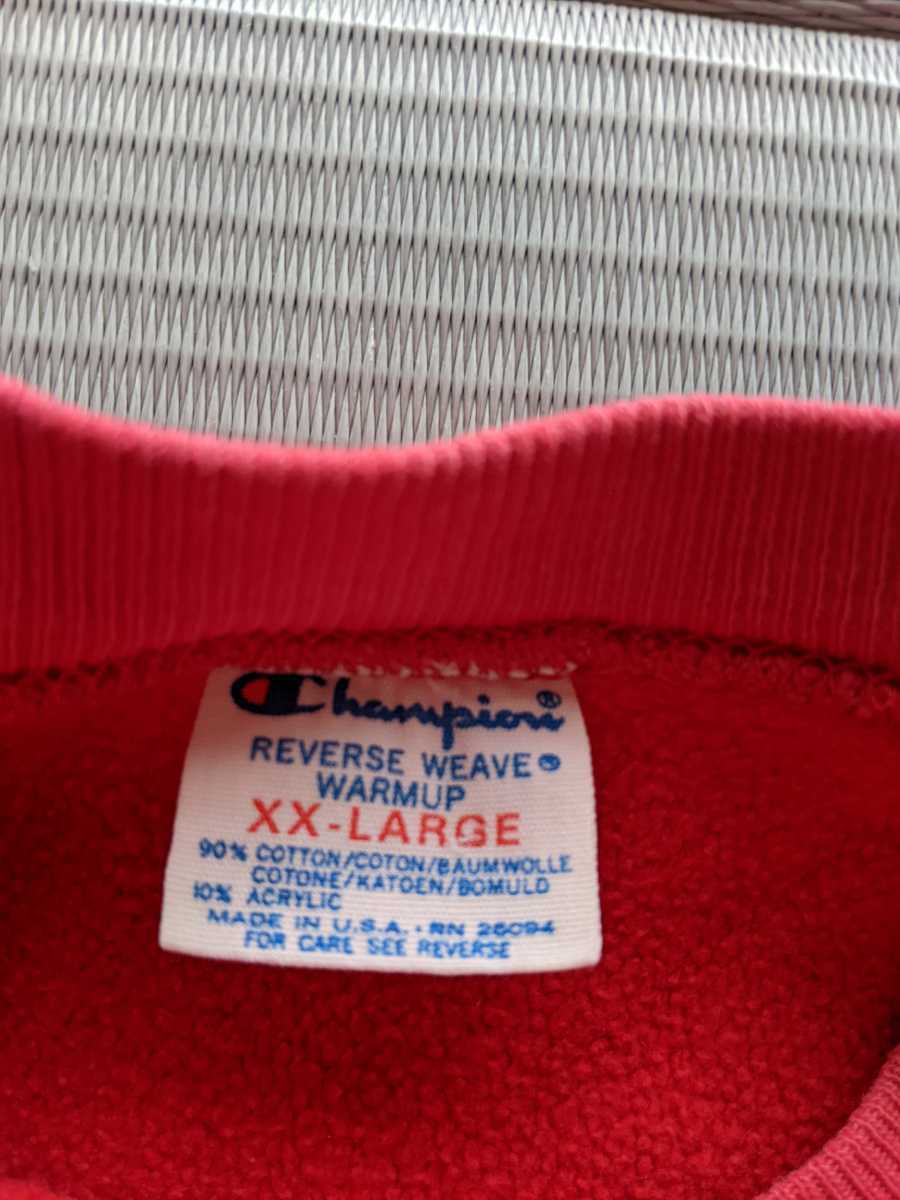 Champion®
REVERSE WEAVE®
WARMUP
XX-LARGE
90% COTTON/COTON/BAUMWOLLE
COTONE/KATOEN/BOMULD
10% ACRYLIC
MADE IN U.S.A. · RN 26094
FOR CARE SEE REVERSE